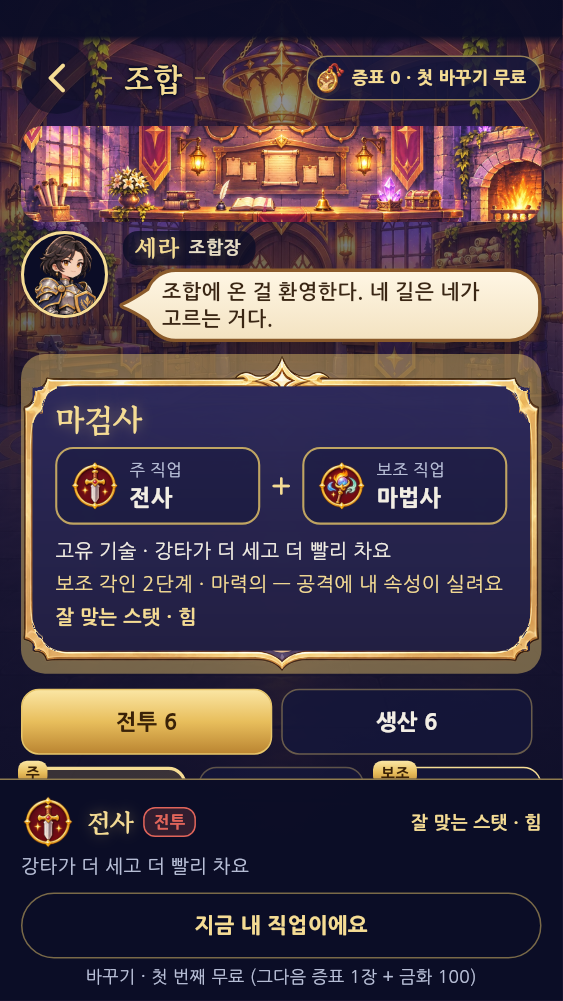 조합
증표 0 · 첫 바꾸기 무료
세라 조합장
조합에 온 걸 환영한다. 네 길은 네가
고르는 거다.
마검사
주 직업
전사
+
보조 직업
마법사
고유 기술 · 강타가 더 세고 더 빨리 차요
보조 각인 2단계 · 마력의 — 공격에 내 속성이 실려요
잘 맞는 스탯 · 힘
전투 6
생산 6
주
보조
전사 전투
잘 맞는 스탯 · 힘
강타가 더 세고 더 빨리 차요
지금 내 직업이에요
바꾸기 · 첫 번째 무료 (그다음 증표 1장 + 금화 100)